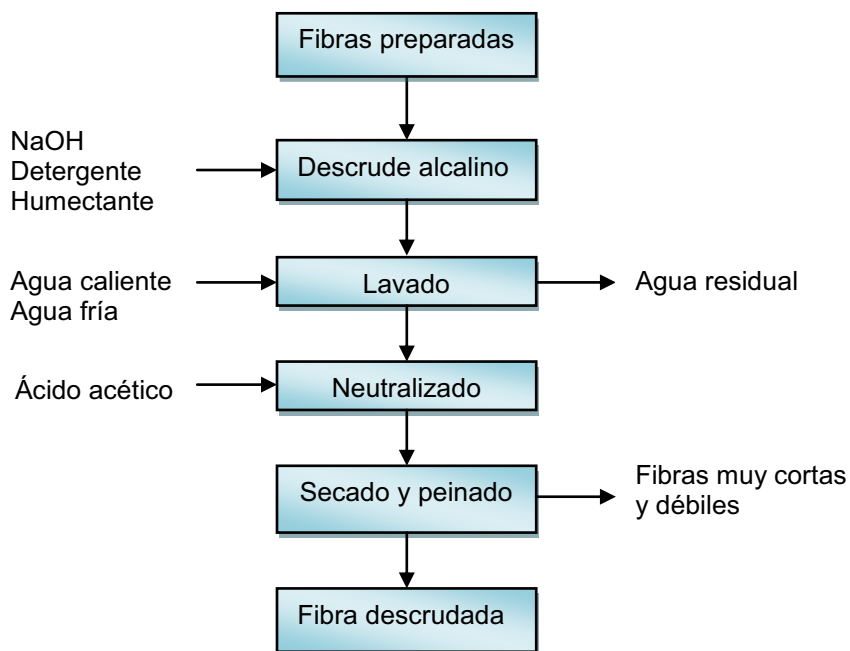 Fibras preparadas
NaOH
Detergente
Humectante
Descrude alcalino
Agua caliente
Agua fría
Lavado
Agua residual
Ácido acético
Neutralizado
Secado y peinado
Fibras muy cortas
y débiles
Fibra descrudada